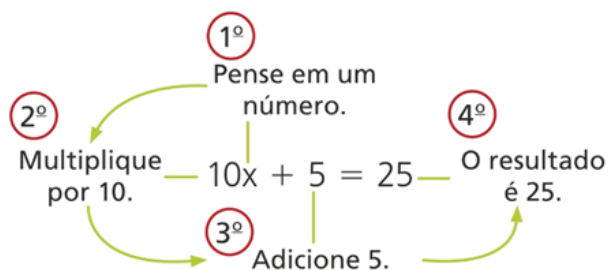 1º
Pense em um
número.
2º
Multiplique
por 10.
10x + 5 = 25
3º
Adicione 5.
4º
O resultado
é 25.